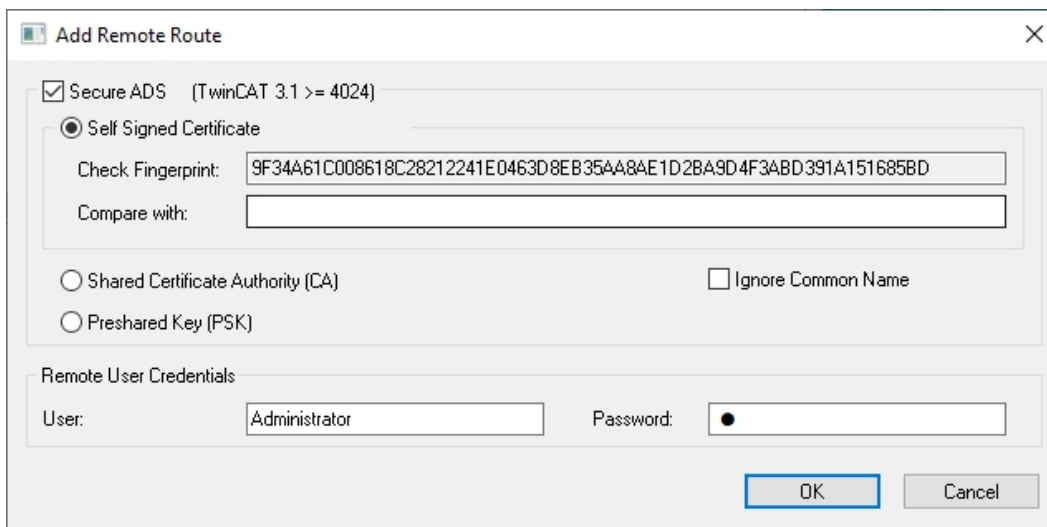 Add Remote Route
Secure ADS (TwinCAT 3.1 >= 4024)
Self Signed Certificate
Check Fingerprint: 9F34A61C008618C28212241E0463D8EB35AA8AE1D2BA9D4F3ABD391A151685BD
Compare with:
Shared Certificate Authority (CA) Ignore Common Name
Preshared Key (PSK)
Remote User Credentials
User: Administrator Password: ●
OK Cancel